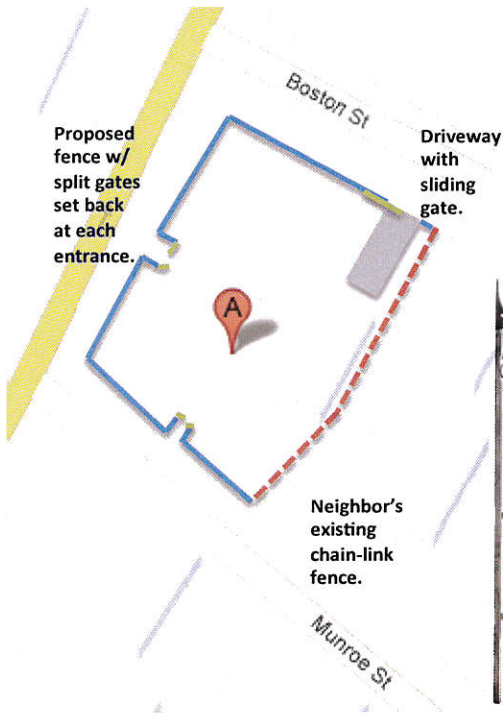 Boston St
Proposed
fence w/
split gates
set back
at each
entrance.
Driveway
with
sliding
gate.
A
Neighbor's
existing
chain-link
fence.
Munroe St